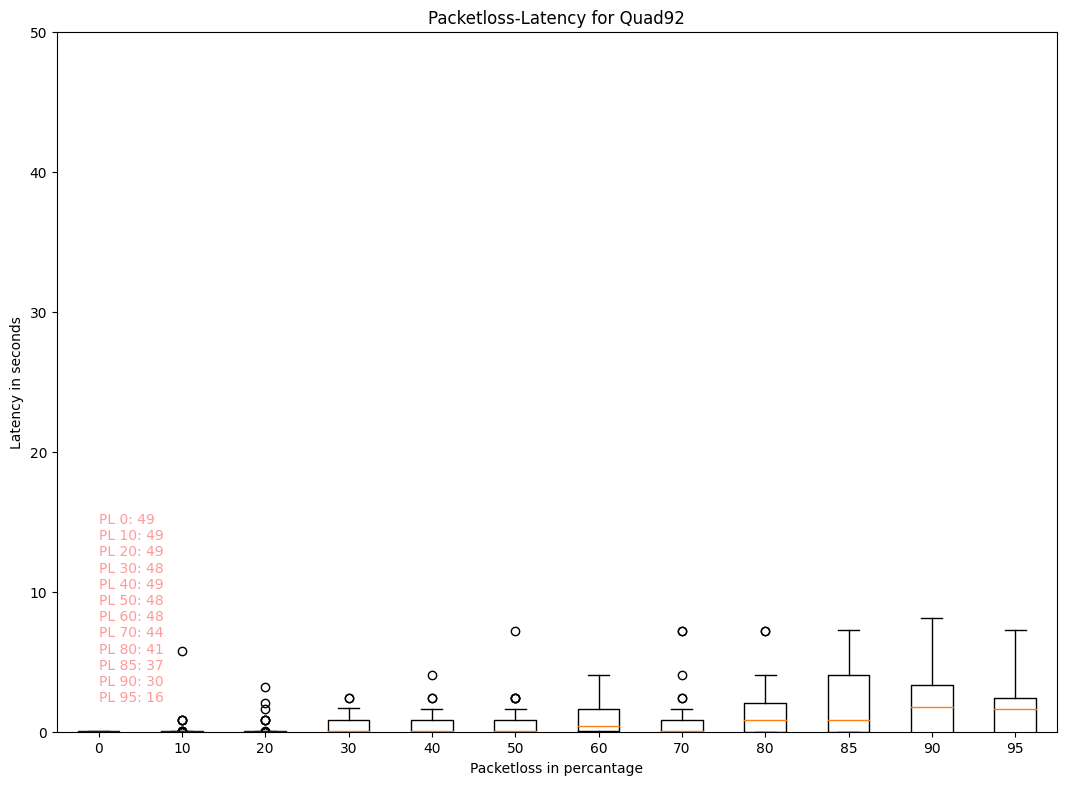 Packetloss-Latency for Quad92
50
40
30
20
10
0
Latency in seconds
PL 0: 49
PL 10: 49
PL 20: 49
PL 30: 48
PL 40: 49
PL 50: 48
PL 60: 48
PL 70: 44
PL 80: 41
PL 85: 37
PL 90: 30
PL 95: 16
0 10 20 30 40 50 60 70 80 85 90 95
Packetloss in percantage